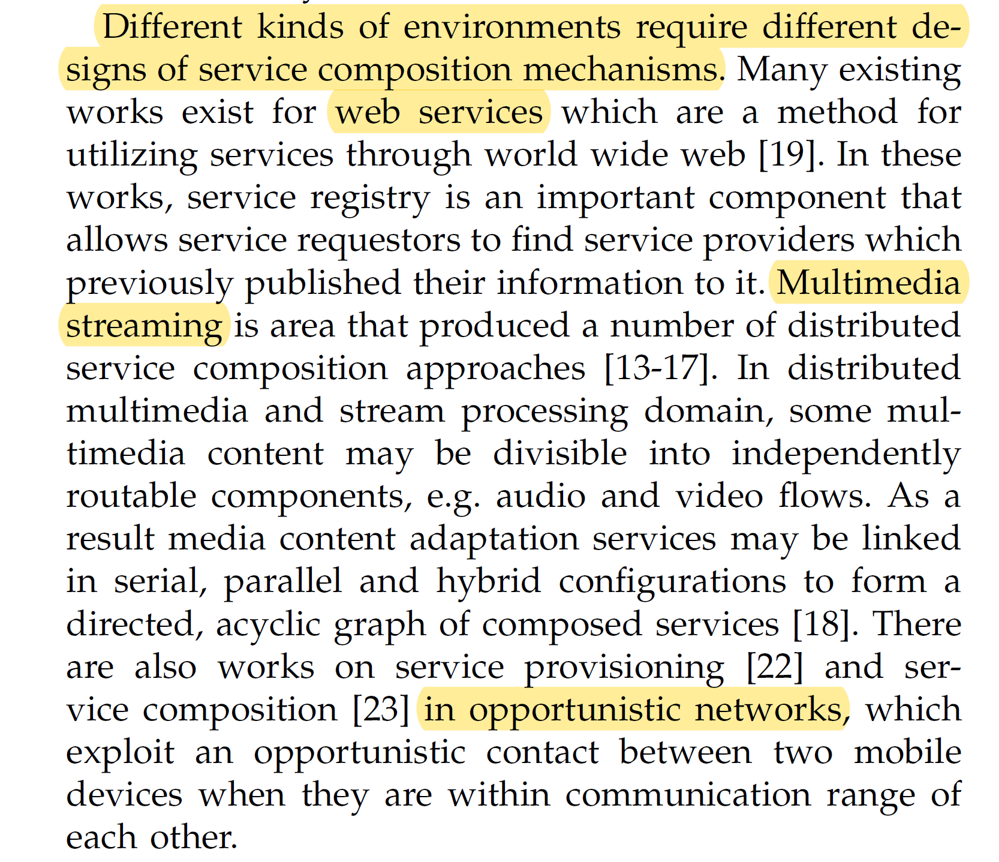 Different kinds of environments require different de-
signs of service composition mechanisms. Many existing
works exist for web services which are a method for
utilizing services through world wide web [19]. In these
works, service registry is an important component that
allows service requestors to find service providers which
previously published their information to it. Multimedia
streaming is area that produced a number of distributed
service composition approaches [13-17]. In distributed
multimedia and stream processing domain, some mul-
timedia content may be divisible into independently
routable components, e.g. audio and video flows. As a
result media content adaptation services may be linked
in serial, parallel and hybrid configurations to form a
directed, acyclic graph of composed services [18]. There
are also works on service provisioning [22] and ser-
vice composition [23] in opportunistic networks, which
exploit an opportunistic contact between two mobile
devices when they are within communication range of
each other.